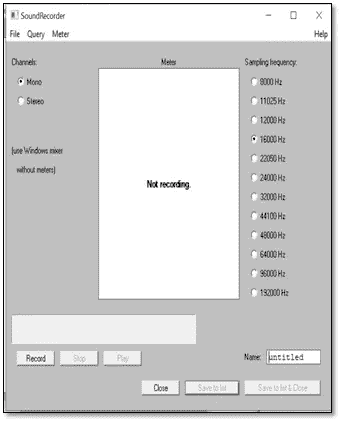 SoundRecorder
File Query Meter Help
Channels:
Mono
Stereo
(use Windows mixer
without meters)
Meter
Not recording.
Sampling frequency:
8000 Hz
11025 Hz
12000 Hz
16000 Hz
22050 Hz
24000 Hz
32000 Hz
44100 Hz
48000 Hz
64000 Hz
96000 Hz
192000 Hz
Record Stop Play
Name: untitled
Close Save to list Save to list & Close